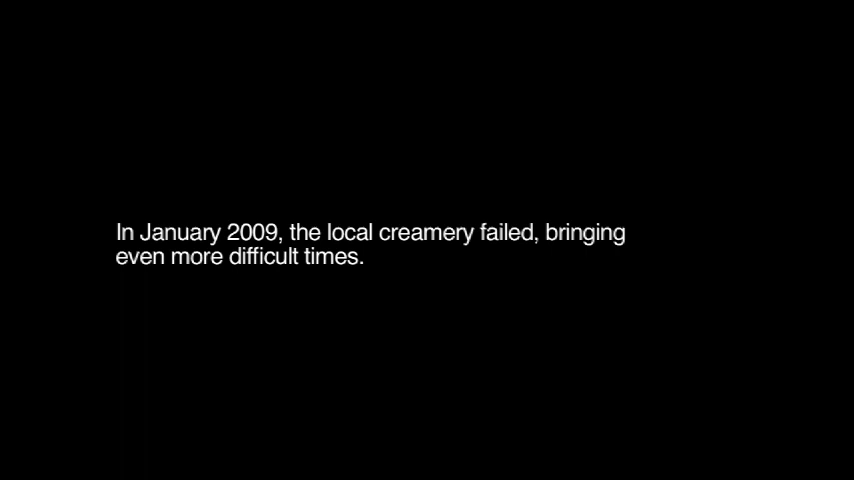 In January 2009, the local creamery failed, bringing
even more difficult times.